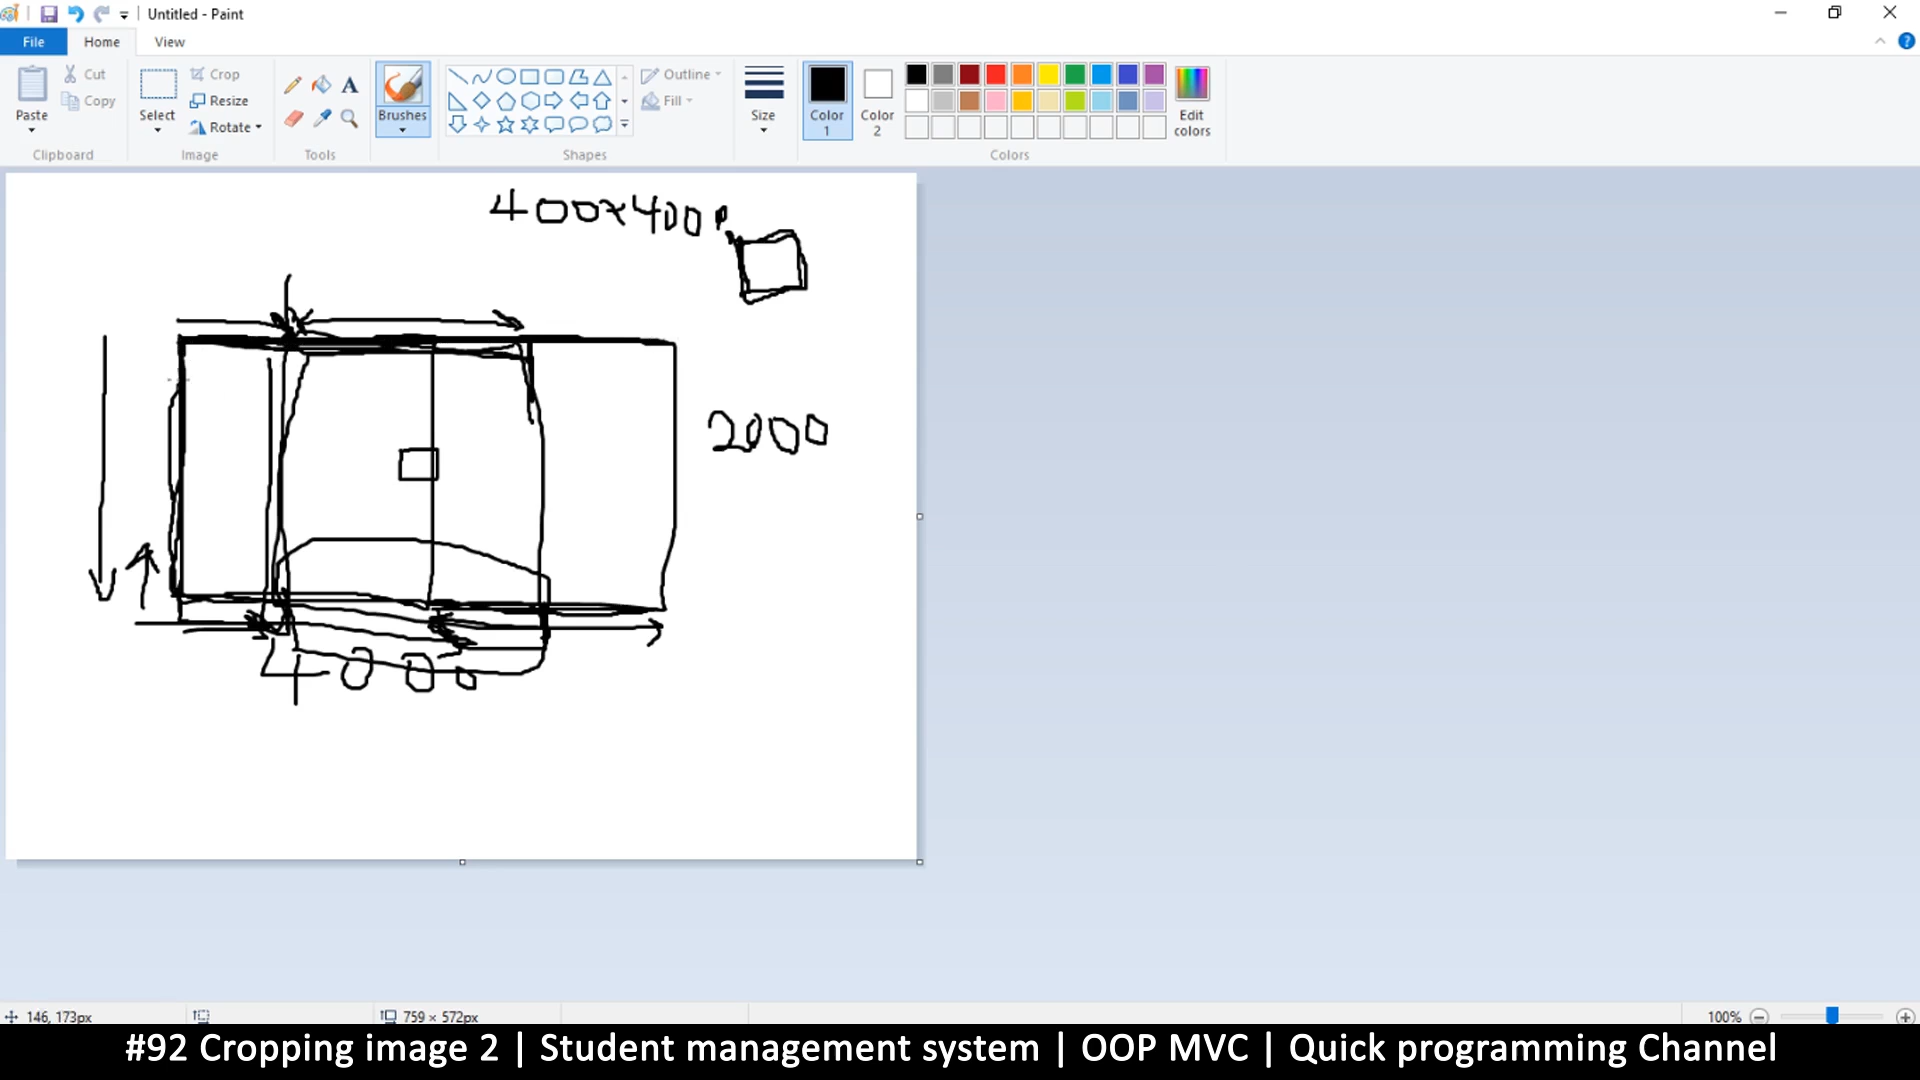 Untitled - Paint
File Home View
Paste
Cut
Copy
Clipboard
Select
Crop
Resize
Rotate
Image
A
Tools
Brushes
Shapes
Outline
Fill
Size
Color 1
Color 2
Edit colors
Colors
400x400
2000
4000
146, 173px
759 × 572px
100%
#92 Cropping image 2 | Student management system | OOP MVC | Quick programming Channel